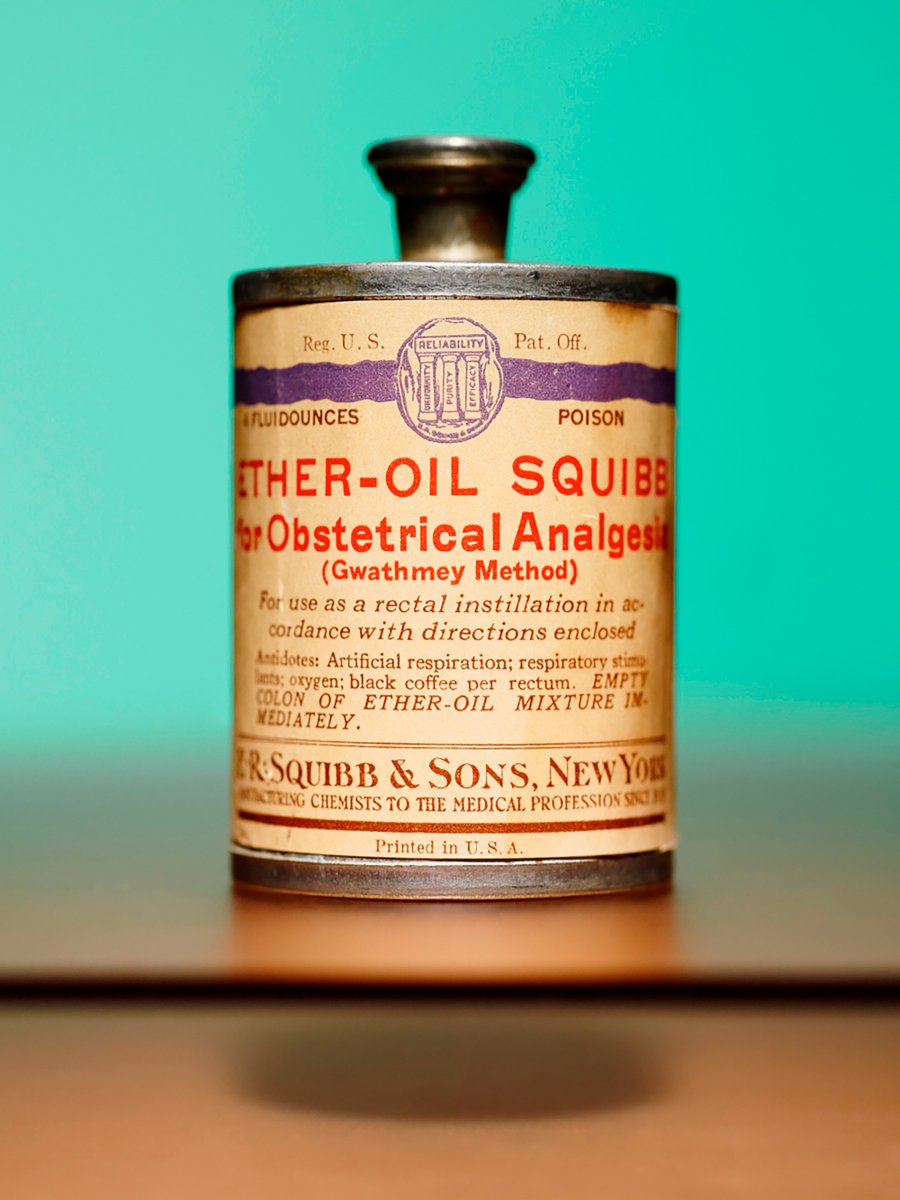 Reg. U. S. Pat. Off.
RELIABILITY
UNIFORMITY PURITY EFFICACY
FLUIDOUNCES POISON
ETHER-OIL SQUIBB
for Obstetrical Analgesia
(Gwathmey Method)
For use as a rectal instillation in ac-
cordance with directions enclosed
Antidotes: Artificial respiration; respiratory stimu-
lants; oxygen; black coffee per rectum. EMPTY
COLON OF ETHER-OIL MIXTURE IM-
MEDIATELY.
E·R·SQUIBB & SONS, NEW YORK
MANUFACTURING CHEMISTS TO THE MEDICAL PROFESSION SINCE
Printed in U. S. A.